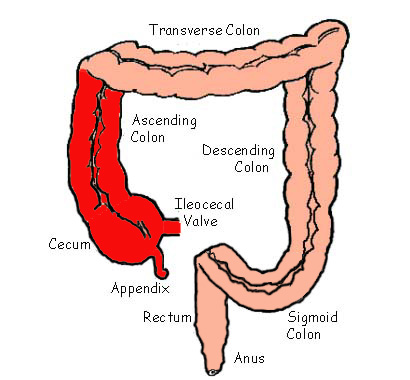 Transverse Colon
Ascending
Colon
Descending
Colon
Ileocecal
Valve
Cecum
Appendix
Rectum
Sigmoid
Colon
Anus